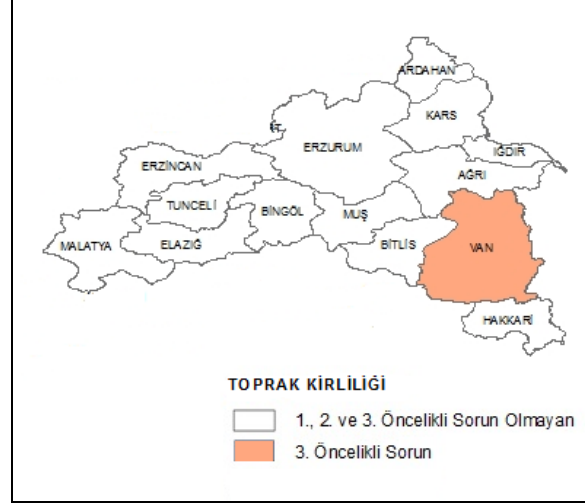 ARDAHAN
KARS
IĞDIR
ERZURUM
AĞRI
ERZİNCAN
TUNCELİ
BİNGÖL
MUŞ
MALATYA
ELAZIĞ
BİTLİS
VAN
HAKKARİ
TOPRAK KİRLİLİĞİ
1., 2. ve 3. Öncelikli Sorun Olmayan
3. Öncelikli Sorun